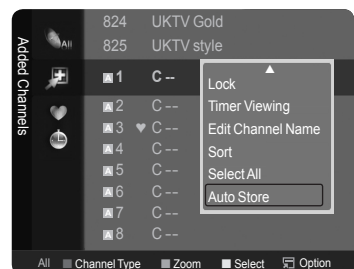 Added Channels
All
824 UKTV Gold
825 UKTV style
A 1 C --
A 2 C --
A 3 ♥ C --
A 4 C --
A 5 C --
A 6 C --
A 7 C --
A 8 C --
▲
Lock
Timer Viewing
Edit Channel Name
Sort
Select All
Auto Store
All Channel Type Zoom Select Option